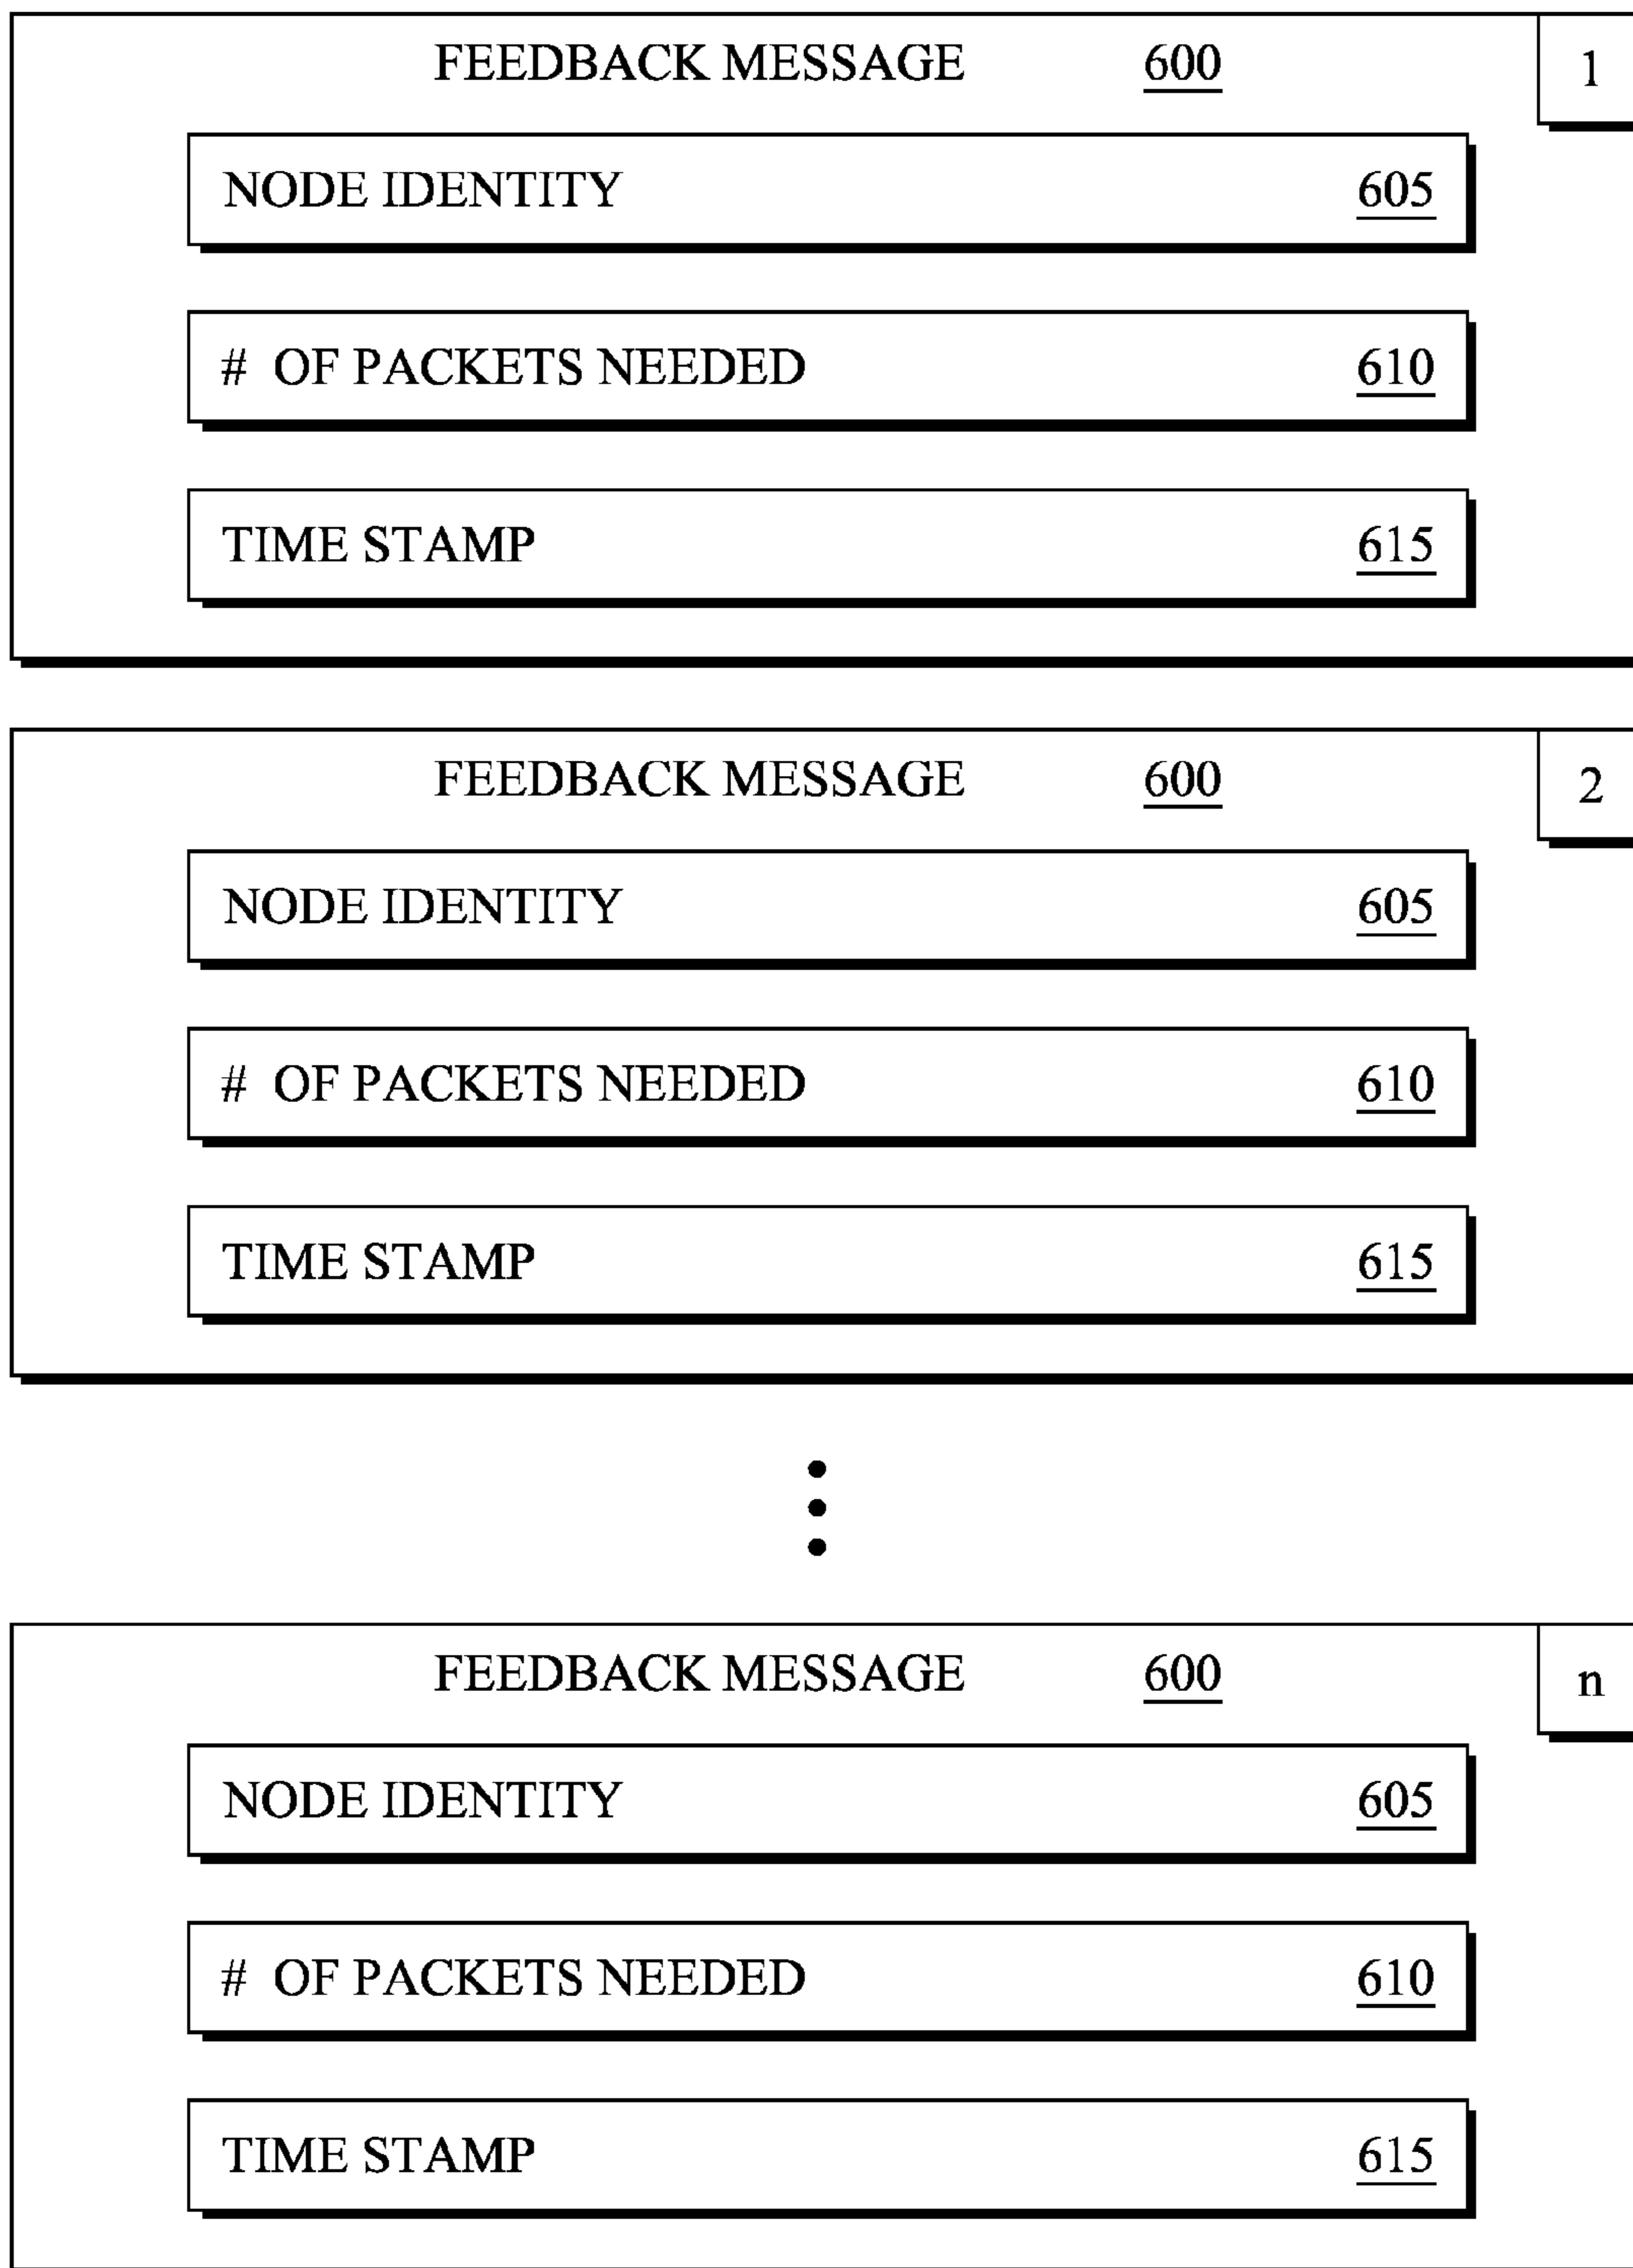 FEEDBACK MESSAGE 600 1
NODE IDENTITY 605
# OF PACKETS NEEDED 610
TIME STAMP 615
FEEDBACK MESSAGE 600 2
NODE IDENTITY 605
# OF PACKETS NEEDED 610
TIME STAMP 615
FEEDBACK MESSAGE 600 n
NODE IDENTITY 605
# OF PACKETS NEEDED 610
TIME STAMP 615